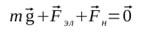 m g⃗ + F⃗ эл + F⃗ н = 0⃗